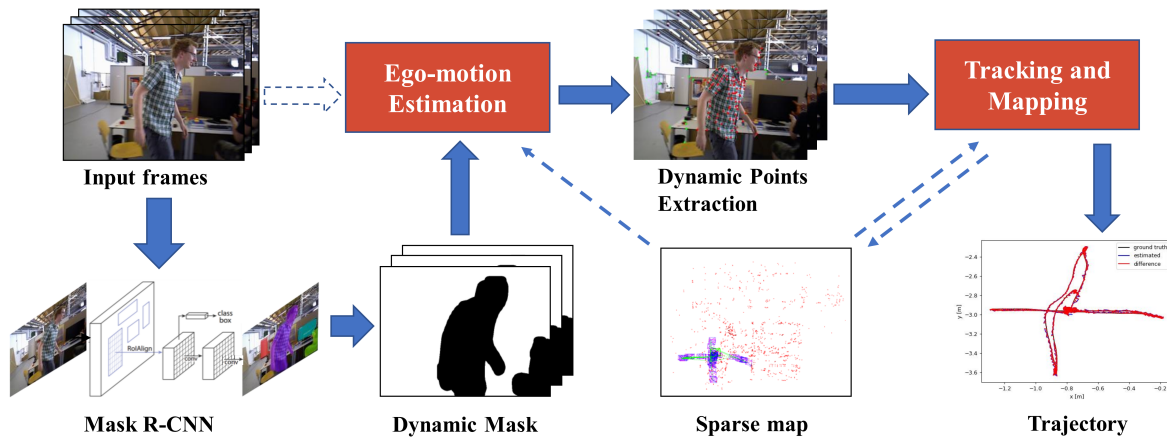 Ego-motion
Estimation
Tracking and
Mapping
Input frames
Dynamic Points
Extraction
class
box
RoIAlign
conv
conv
Mask R-CNN
Dynamic Mask
Sparse map
ground truth
estimated
difference
−2.4
−2.6
−2.8
−3.0
−3.2
−3.4
−3.6
y [m]
−1.2
−1.0
−0.8
−0.6
−0.4
−0.2
x [m]
Trajectory